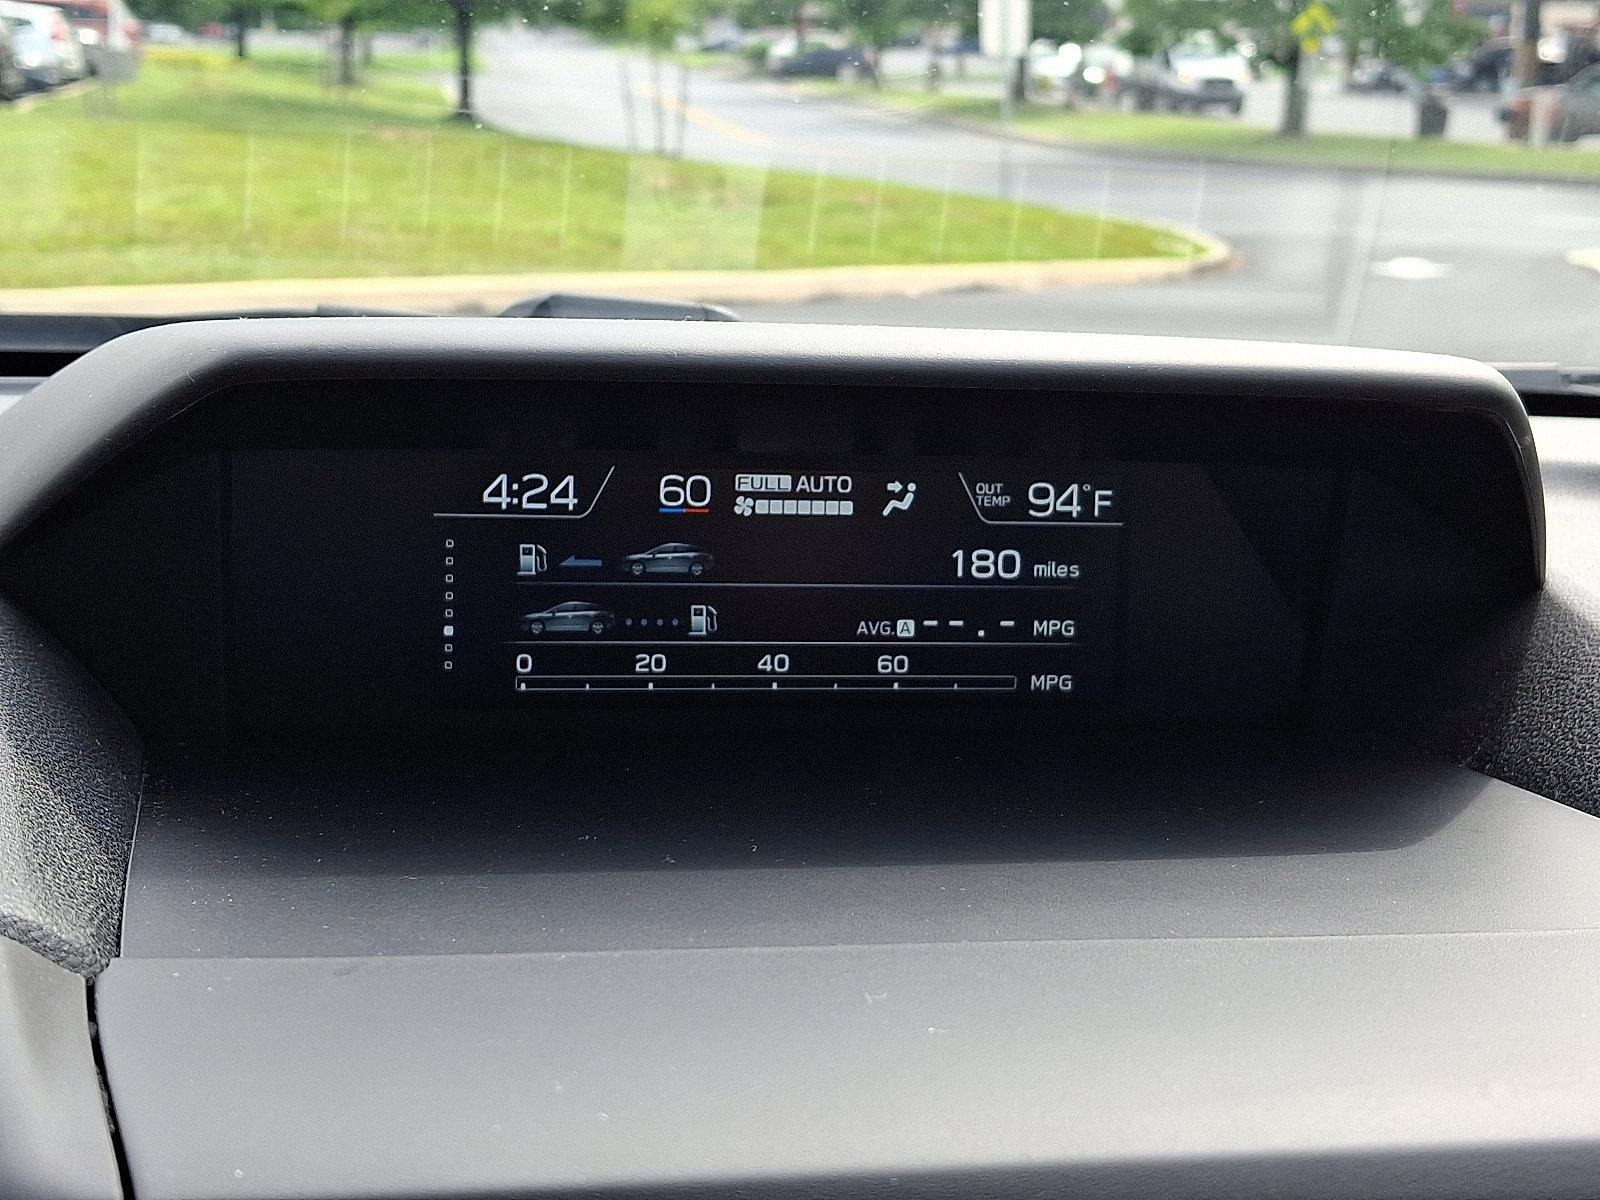 4:24 60 FULL AUTO OUT TEMP 94°F
180 miles
AVG. A --.- MPG
0 20 40 60
MPG